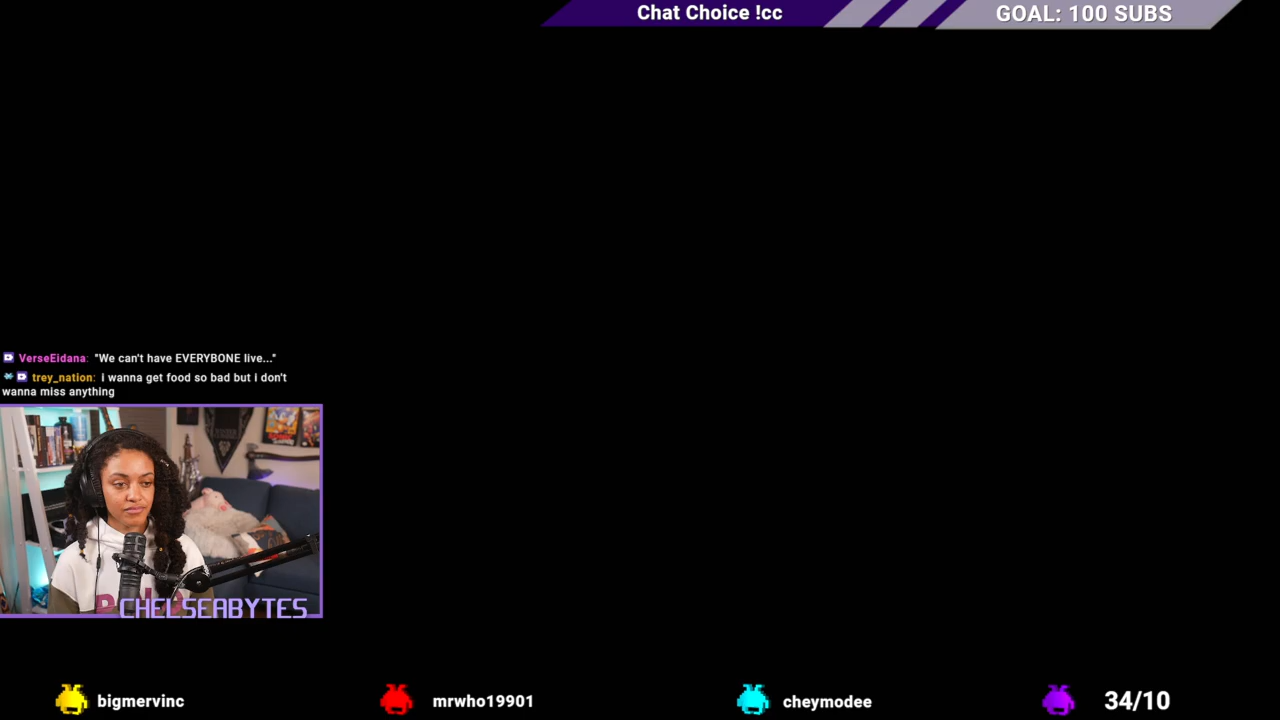 Chat Choice !cc
GOAL: 100 SUBS
VerseEidana: "We can't have EVERYBONE live..."
trey_nation: i wanna get food so bad but i don't
wanna miss anything
CHELSEABYTES
bigmervinc
mrwho19901
cheymodee
34/10